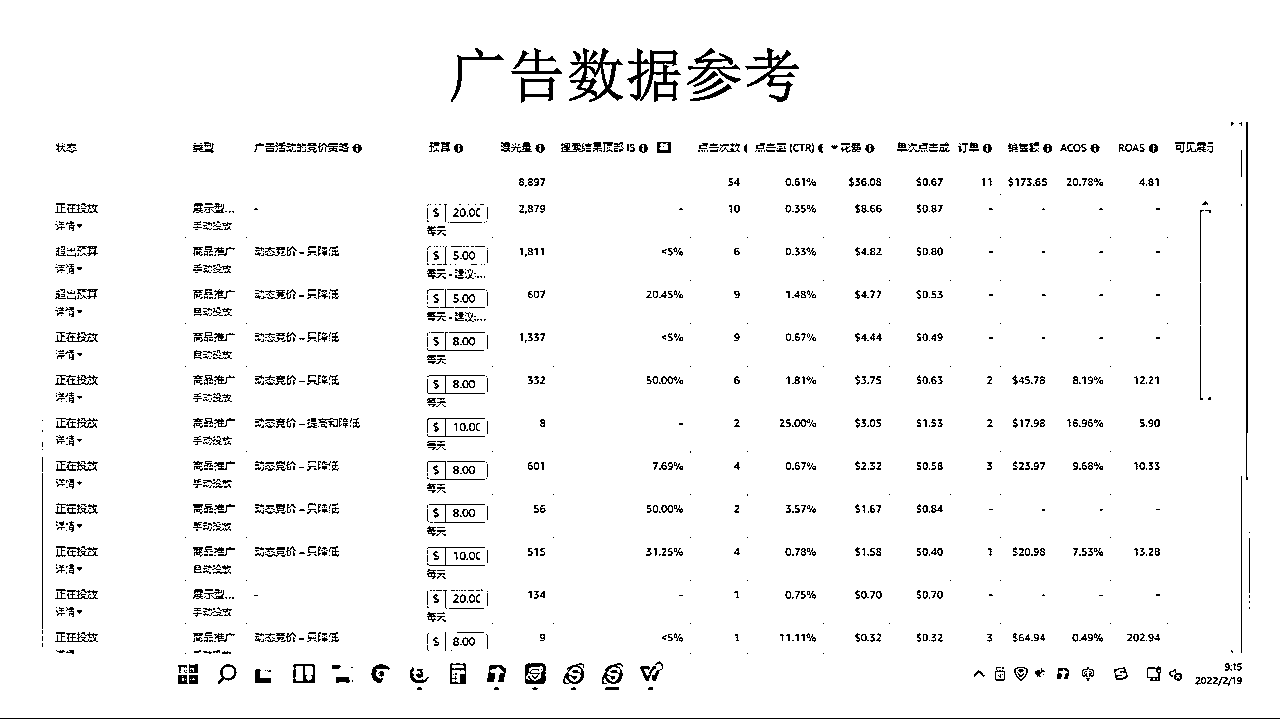 广告数据参考
状态 类型 广告活动的竞价策略 预算 曝光量 搜索结果顶部 IS 点击次数 点击率 (CTR) 花费 单次点击成 订单 销售额 ACOS ROAS 可见展示
8,897 54 0.61% $36.08 $0.67 11 $173.65 20.78% 4.81
正在投放 展示型... - $ 20.00 2,879 - 10 0.35% $8.66 $0.87 - - - -
详情 手动投放 每天
超出预算 商品推广 动态竞价 – 只降低 $ 5.00 1,811 <5% 6 0.33% $4.82 $0.80 - - - -
详情 手动投放 每天 - 建议:...
超出预算 商品推广 动态竞价 – 只降低 $ 5.00 607 20.45% 9 1.48% $4.77 $0.53 - - - -
详情 自动投放 每天 - 建议:...
正在投放 商品推广 动态竞价 – 只降低 $ 8.00 1,337 <5% 9 0.67% $4.44 $0.49 - - - -
详情 自动投放 每天
正在投放 商品推广 动态竞价 – 只降低 $ 8.00 332 50.00% 6 1.81% $3.75 $0.63 2 $45.78 8.19% 12.21
详情 手动投放 每天
正在投放 商品推广 动态竞价 – 提高和降低 $ 10.00 8 - 2 25.00% $3.05 $1.53 2 $17.98 16.96% 5.90
详情 手动投放 每天
正在投放 商品推广 动态竞价 – 只降低 $ 8.00 601 7.69% 4 0.67% $2.32 $0.58 3 $23.97 9.68% 10.33
详情 手动投放 每天
正在投放 商品推广 动态竞价 – 只降低 $ 8.00 56 50.00% 2 3.57% $1.67 $0.84 - - - -
详情 手动投放 每天
正在投放 商品推广 动态竞价 – 只降低 $ 10.00 515 31.25% 4 0.78% $1.58 $0.40 1 $20.98 7.53% 13.28
详情 自动投放 每天
正在投放 展示型... - $ 20.00 134 - 1 0.75% $0.70 $0.70 - - - -
详情 手动投放 每天
正在投放 商品推广 动态竞价 – 只降低 $ 8.00 9 <5% 1 11.11% $0.32 $0.32 3 $64.94 0.49% 202.94
9:15
2022/2/19